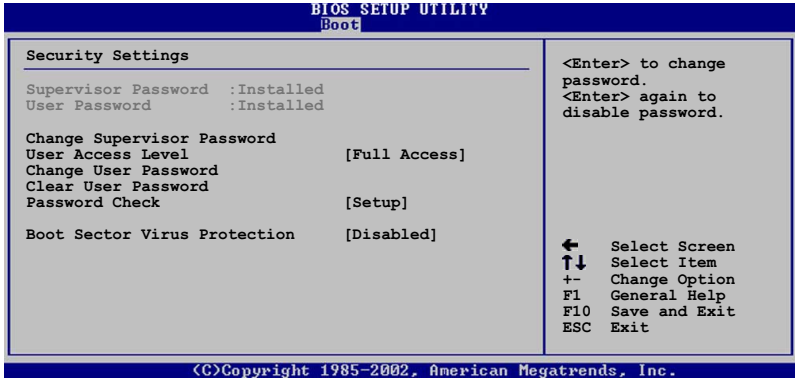 BIOS SETUP UTILITY
Boot
Security Settings
Supervisor Password :Installed
User Password :Installed
Change Supervisor Password
User Access Level [Full Access]
Change User Password
Clear User Password
Password Check [Setup]
Boot Sector Virus Protection [Disabled]
<Enter> to change
password.
<Enter> again to
disable password.
← Select Screen
↑↓ Select Item
+- Change Option
F1 General Help
F10 Save and Exit
ESC Exit
(C)Copyright 1985-2002, American Megatrends, Inc.